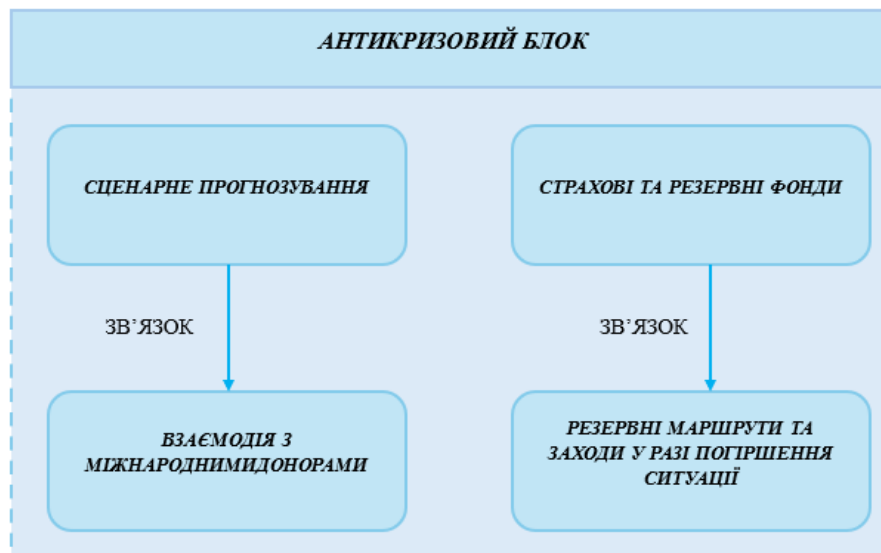 АНТИКРИЗОВИЙ БЛОК
СЦЕНАРНЕ ПРОГНОЗУВАННЯ
СТРАХОВІ ТА РЕЗЕРВНІ ФОНДИ
ЗВ’ЯЗОК
ЗВ’ЯЗОК
ВЗАЄМОДІЯ З
МІЖНАРОДНИМИДОНОРАМИ
РЕЗЕРВНІ МАРШРУТИ ТА
ЗАХОДИ У РАЗІ ПОГІРШЕННЯ
СИТУАЦІЇ